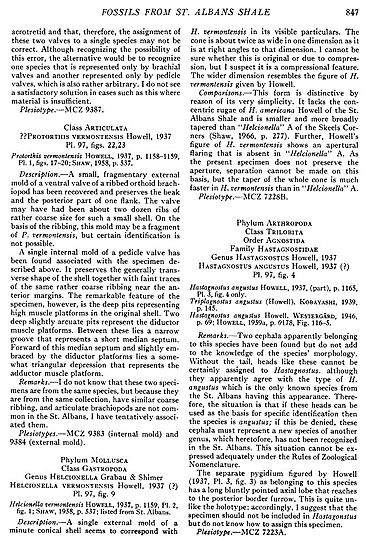 FOSSILS FROM ST. ALBANS SHALE
847
acrotretid and that, therefore, the assignment of
these two valves to a single species may not be
correct. Although recognizing the possibility of
this error, the alternative would be to recognize
one species that is represented only by brachial
valves and another represented only by pedicle
valves, which is also rather arbitrary. I do not see
a satisfactory solution in cases such as this where
material is insufficient.
Plesiotype.—MCZ 9387.
Class ARTICULATA
??PROTORTHIS VERMONTENSIS HOWELL, 1937
Pl. 97, figs. 22,23
Protorthis vermontensis HOWELL, 1937, p. 1158-1159,
Pl. 1, figs. 17-20; SHAW, 1958, p. 537.
Description.—A small, fragmentary external
mold of a ventral valve of a ribbed orthoid brach-
iopod has been recovered and preserves the beak
and the posterior part of one flank. The valve
may have had been about two dozen ribs of
rather coarse size for such a small shell. On the
basis of the ribbing, this mold may be a fragment
of P. vermontensis, but certain identification is
not possible.
A single internal mold of a pedicle valve has
been found associated with the specimen de-
scribed above. It preserves the generally trans-
verse shape of the shell together with faint traces
of the same rather coarse ribbing near the an-
terior margins. The remarkable feature of the
specimen, however, is the deep pits representing
high muscle platforms in the original shell. Two
deep slightly arcuate pits represent the diductor
muscle platforms. Between these lies a narrow
groove that represents a short median septum.
Forward of this median septum and slightly em-
braced by the diductor platforms lies a some-
what triangular depression that represents the
adductor muscle platform.
Remarks.—I do not know that these two speci-
mens are from the same species, but because they
are from the same collection, have similar coarse
ribbing, and articulate brachiopods are not com-
mon in the St. Albans, I have tentatively associ-
ated them.
Plesiotypes.—MCZ 9383 (internal mold) and
9384 (external mold).
Phylum MOLLUSCA
Class GASTROPODA
Genus HELCIONELLA Grabau & Shimer
HELCIONELLA VERMONTENSIS Howell, 1937 (?)
Pl. 97, fig. 9
Helcionella vermontensis HOWELL, 1937, p. 1159, Pl. 2,
fig. 1; SHAW, 1958, p. 537; listed from St. Albans.
Description.—A single external mold of a
minute conical shell seems to correspond with
H. vermontensis in its visible particulars. The
cone is about twice as wide in one dimension as it
is at right angles to that dimension. I cannot be
sure whether this is original or due to compres-
sion, but I suspect it is a compressional feature.
The wider dimension resembles the figure of H.
vermontensis given by Howell.
Comparisons.—This form is distinctive by
reason of its very simplicity. It lacks the con-
centric rugae of H. americana Howell of the St.
Albans Shale and is smaller and more broadly
tapered than "Helcionella" A of the Skeels Cor-
ners (Shaw, 1966, p. 277). Further, Howell's
figure of H. vermontensis shows an apertural
flaring that is absent in "Helcionella" A. As
the present specimen does not preserve the
aperture, separation cannot be made on this
basis, but the taper of the whole cone is much
faster in H. vermontensis than in "Helcionella" A.
Plesiotype.—MCZ 7228B.
Phylum ARTHROPODA
Class TRILOBITA
Order AGNOSTIDA
Family HASTAGNOSTIDAE
Genus HASTAGNOSTUS Howell, 1937
HASTAGNOSTUS ANGUSTUS HOWELL, 1937 (?)
Pl. 97, fig. 4
Hastagnostus angustus HOWELL, 1937, (part), p. 1165,
Pl. 3, fig. 4 only.
Triplagnostus angustus (Howell). KOBAYASHI, 1939,
p. 145.
Hastagnostus angustus Howell. WESTERGÅRD, 1946,
p. 69; HOWELL, 1959a, p. 0178, Fig. 116-5.
Remarks.—Two cephala apparently belonging
to this species have been found but do not add
to the knowledge of the species' morphology.
Without the tail, heads like these cannot be
certainly assigned to Hastagnostus, although
they apparently agree with the type of H.
angustus which is the only known species from
the St. Albans having this appearance. There-
fore, the situation is that if these heads can be
used as the basis for specific identification then
the species is angustus; if this be denied, these
cephala must represent a new species of another
genus, which heretofore, has not been recognized
in the St. Albans. This situation cannot be ex-
pressed adequately under the Rules of Zoological
Nomenclature.
The separate pygidium figured by Howell
(1937, Pl. 3, fig. 3) as belonging to this species
has a long bluntly pointed axial lobe that reaches
to the posterior border furrow. This is quite un-
like the holotype; accordingly, I suggest that the
specimen should not be included in Hastagnostus
but do not know how to assign this specimen.
Plesiotype.—MCZ 7223A.